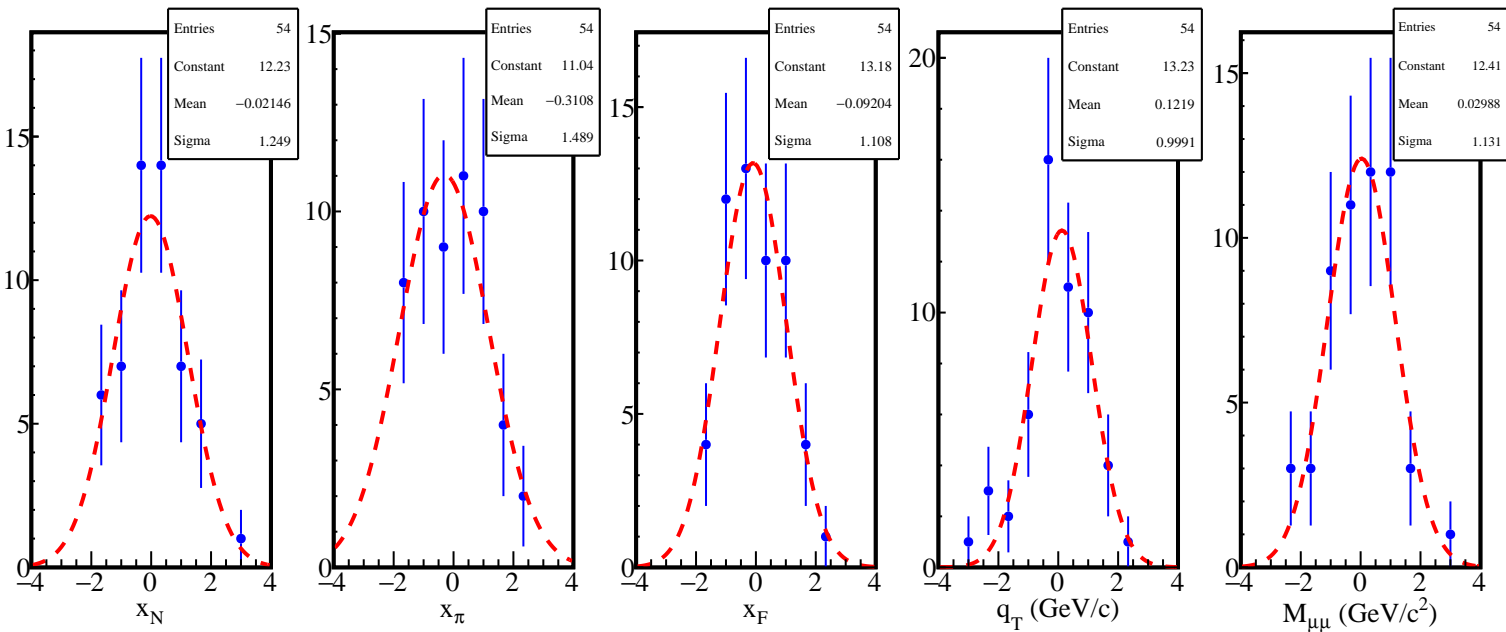 Entries 54
Constant 12.23
Mean −0.02146
Sigma 1.249
15
10
5
0
−4 −2 0 2 4
x_N
Entries 54
Constant 11.04
Mean −0.3108
Sigma 1.489
15
10
5
0
−4 −2 0 2 4
x_π
Entries 54
Constant 13.18
Mean −0.09204
Sigma 1.108
15
10
5
0
−4 −2 0 2 4
x_F
Entries 54
Constant 13.23
Mean 0.1219
Sigma 0.9991
20
10
0
−4 −2 0 2 4
q_T (GeV/c)
Entries 54
Constant 12.41
Mean 0.02988
Sigma 1.131
15
10
5
0
−4 −2 0 2 4
M_μμ (GeV/c²)